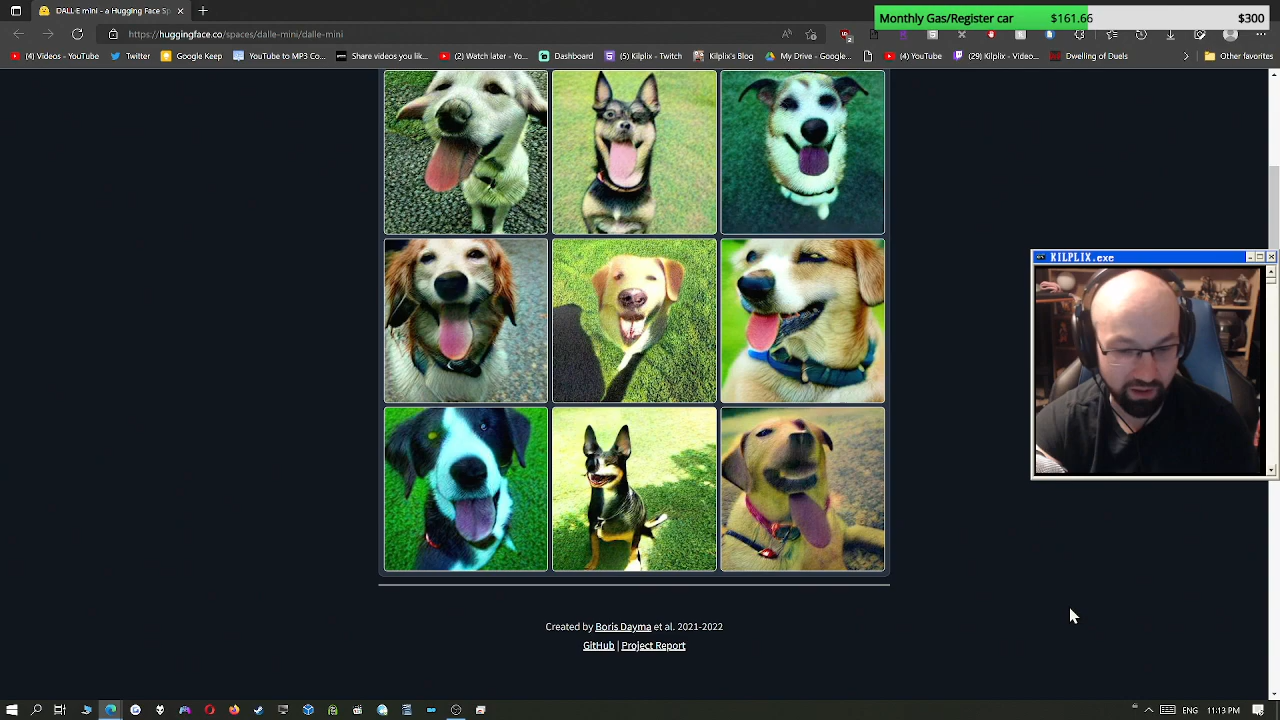 DALL·E mini - a Hugging Face Sp
Monthly Gas/Register car $161.66 $300
https://huggingface.co/spaces/dalle-mini/dalle-mini
(4) Videos - YouTube
Twitter
Google Keep
YouTube to MP3 Co...
More videos you lik...
(2) Watch later - Yo...
Dashboard
Kilplix - Twitch
Kilplix - BlogSpace
My Drive - Google...
(4) YouTube
(29) Kilplix - Video...
Dwelling of Duels
Other favorites
KILPLIX.exe
Created by Boris Dayma et al. 2021-2022
GitHub | Project Report
ENG
11:13 PM